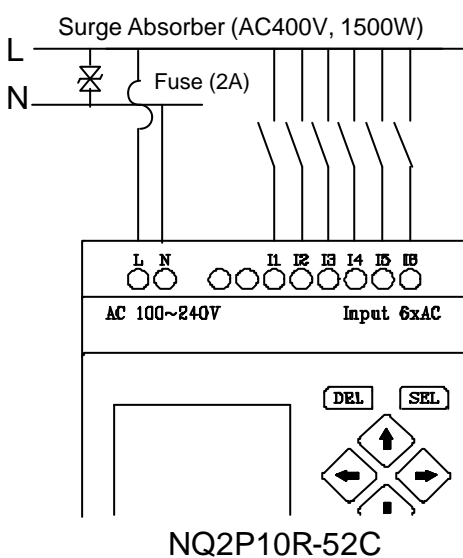 Surge Absorber (AC400V, 1500W)
L
Fuse (2A)
N
L N I1 I2 I3 I4 I5 I6
AC 100~240V Input 6xAC
DEL SEL
NQ2P10R-52C